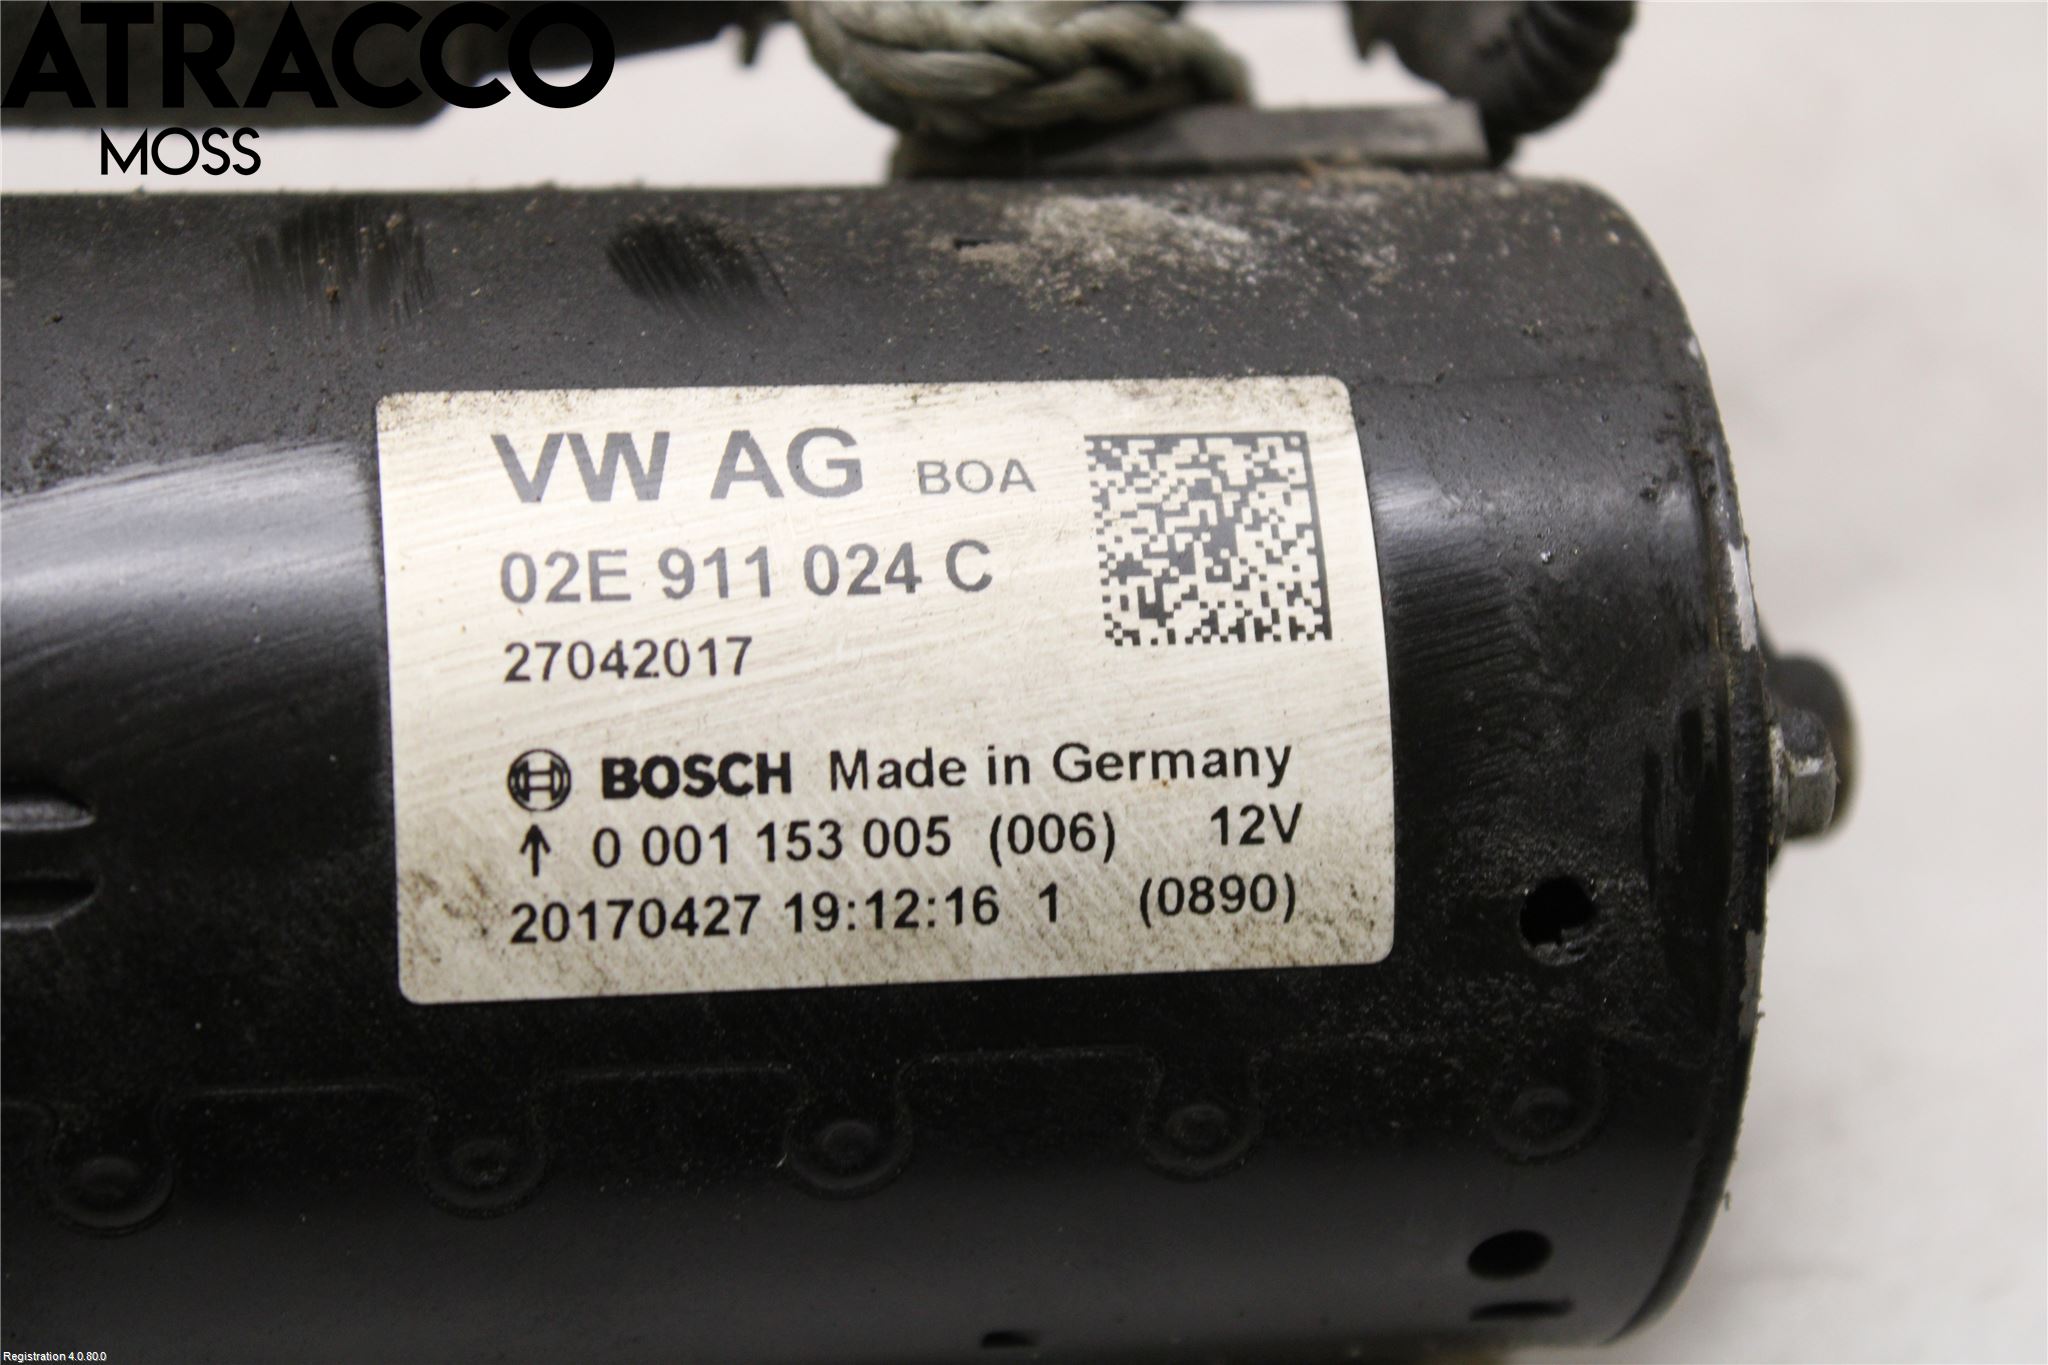 ATRACCO
MOSS
VW AG BOA
02E 911 024 C
27042017
BOSCH Made in Germany
↑ 0 001 153 005 (006) 12V
20170427 19:12:16 1 (0890)
Registration 4.0.80.0